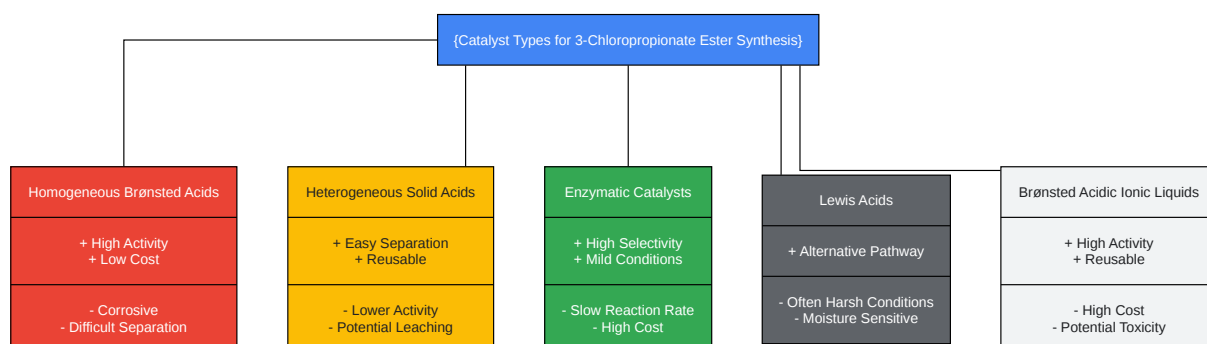 {Catalyst Types for 3-Chloropropionate Ester Synthesis}
Homogeneous Brønsted Acids
+ High Activity
+ Low Cost
- Corrosive
- Difficult Separation
Heterogeneous Solid Acids
+ Easy Separation
+ Reusable
- Lower Activity
- Potential Leaching
Enzymatic Catalysts
+ High Selectivity
+ Mild Conditions
- Slow Reaction Rate
- High Cost
Lewis Acids
+ Alternative Pathway
- Often Harsh Conditions
- Moisture Sensitive
Brønsted Acidic Ionic Liquids
+ High Activity
+ Reusable
- High Cost
- Potential Toxicity